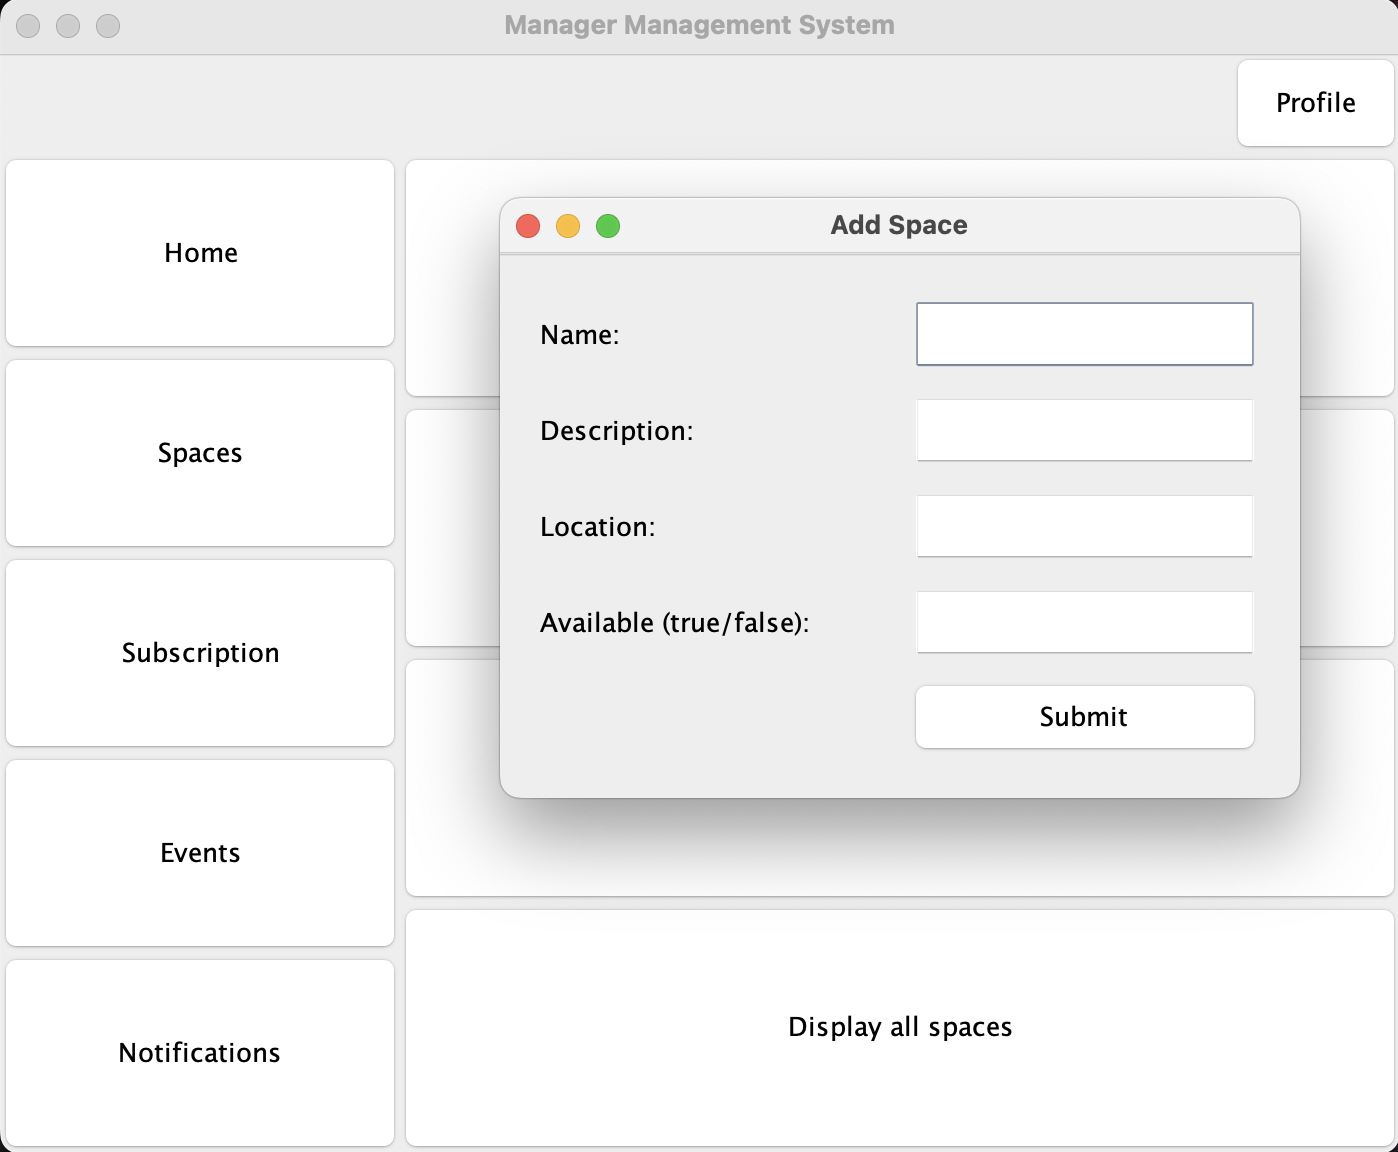 Manager Management System
Profile
Home
Spaces
Subscription
Events
Notifications
Add Space
Name:
Description:
Location:
Available (true/false):
Submit
Display all spaces